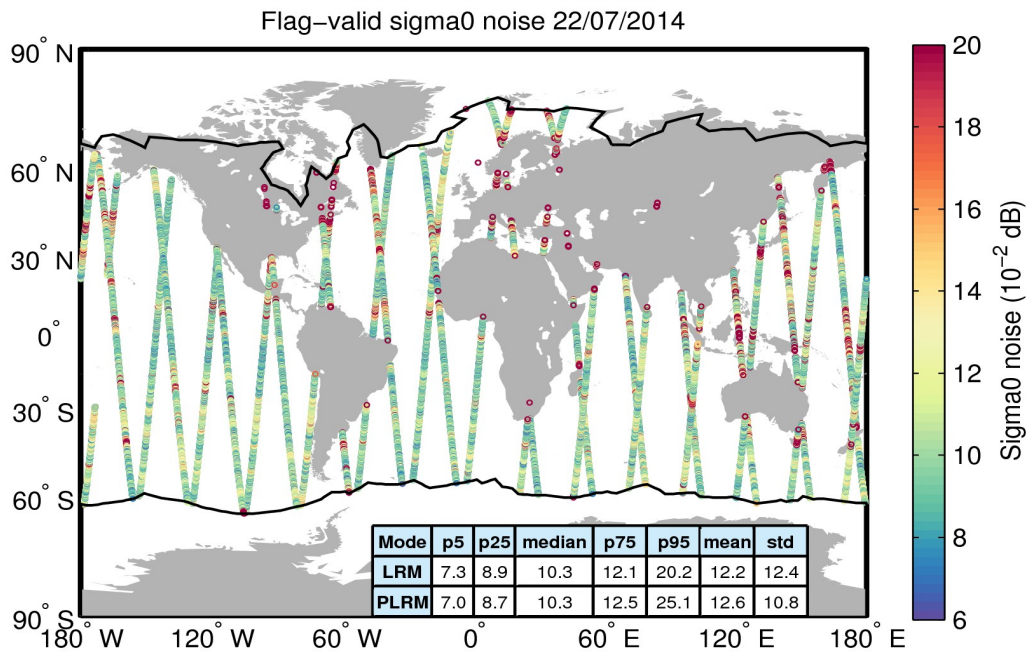 Flag−valid sigma0 noise 22/07/2014
90° N
60° N
30° N
0°
30° S
60° S
90° S
180° W
120° W
60° W
0°
60° E
120° E
180° E
20
18
16
14
12
10
8
6
Sigma0 noise (10⁻² dB)
Mode p5 p25 median p75 p95 mean std
LRM 7.3 8.9 10.3 12.1 20.2 12.2 12.4
PLRM 7.0 8.7 10.3 12.5 25.1 12.6 10.8